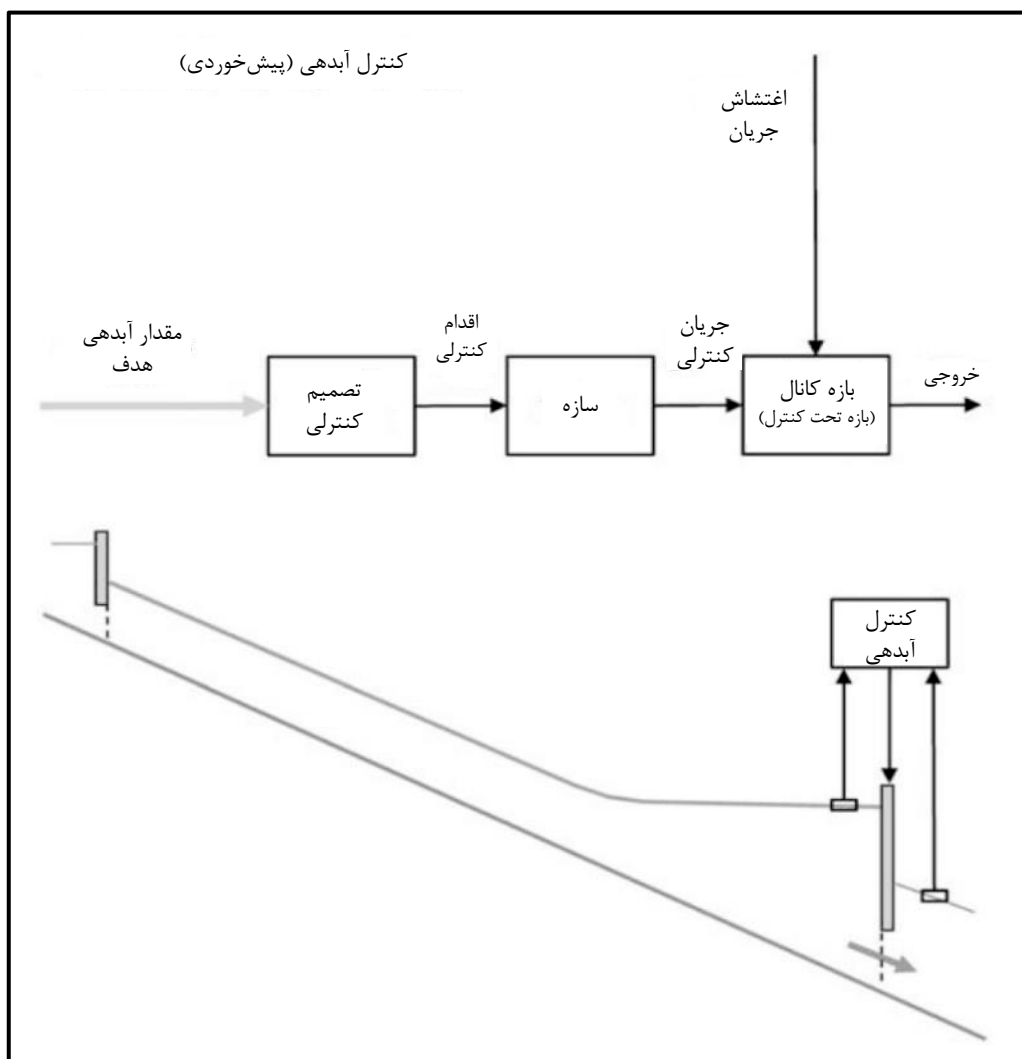 کنترل آبدهی (پیش‌خوردی)
اغتشاش
جریان
مقدار آبدهی
هدف
اقدام
کنترلی
جریان
کنترلی
خروجی
تصمیم
کنترلی
سازه
بازه کانال
(بازه تحت کنترل)
کنترل
آبدهی